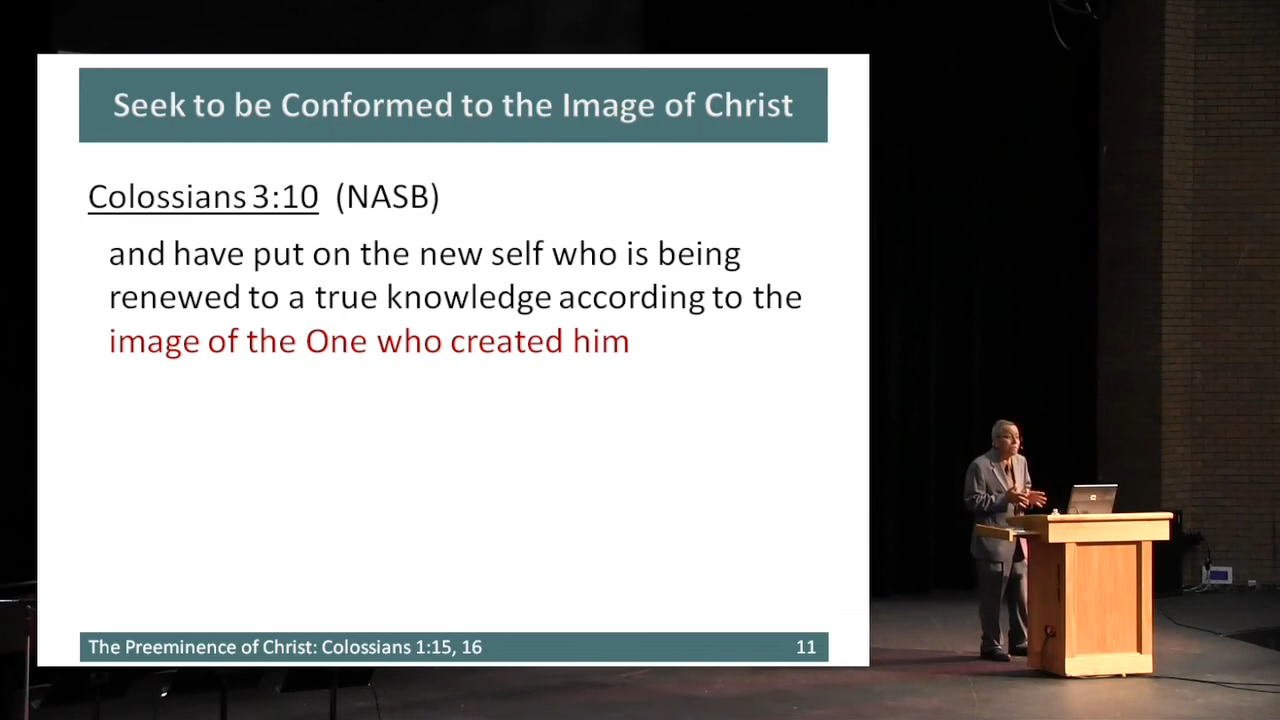 Seek to be Conformed to the Image of Christ
Colossians 3:10 (NASB)
and have put on the new self who is being
renewed to a true knowledge according to the
image of the One who created him
The Preeminence of Christ: Colossians 1:15, 16 11